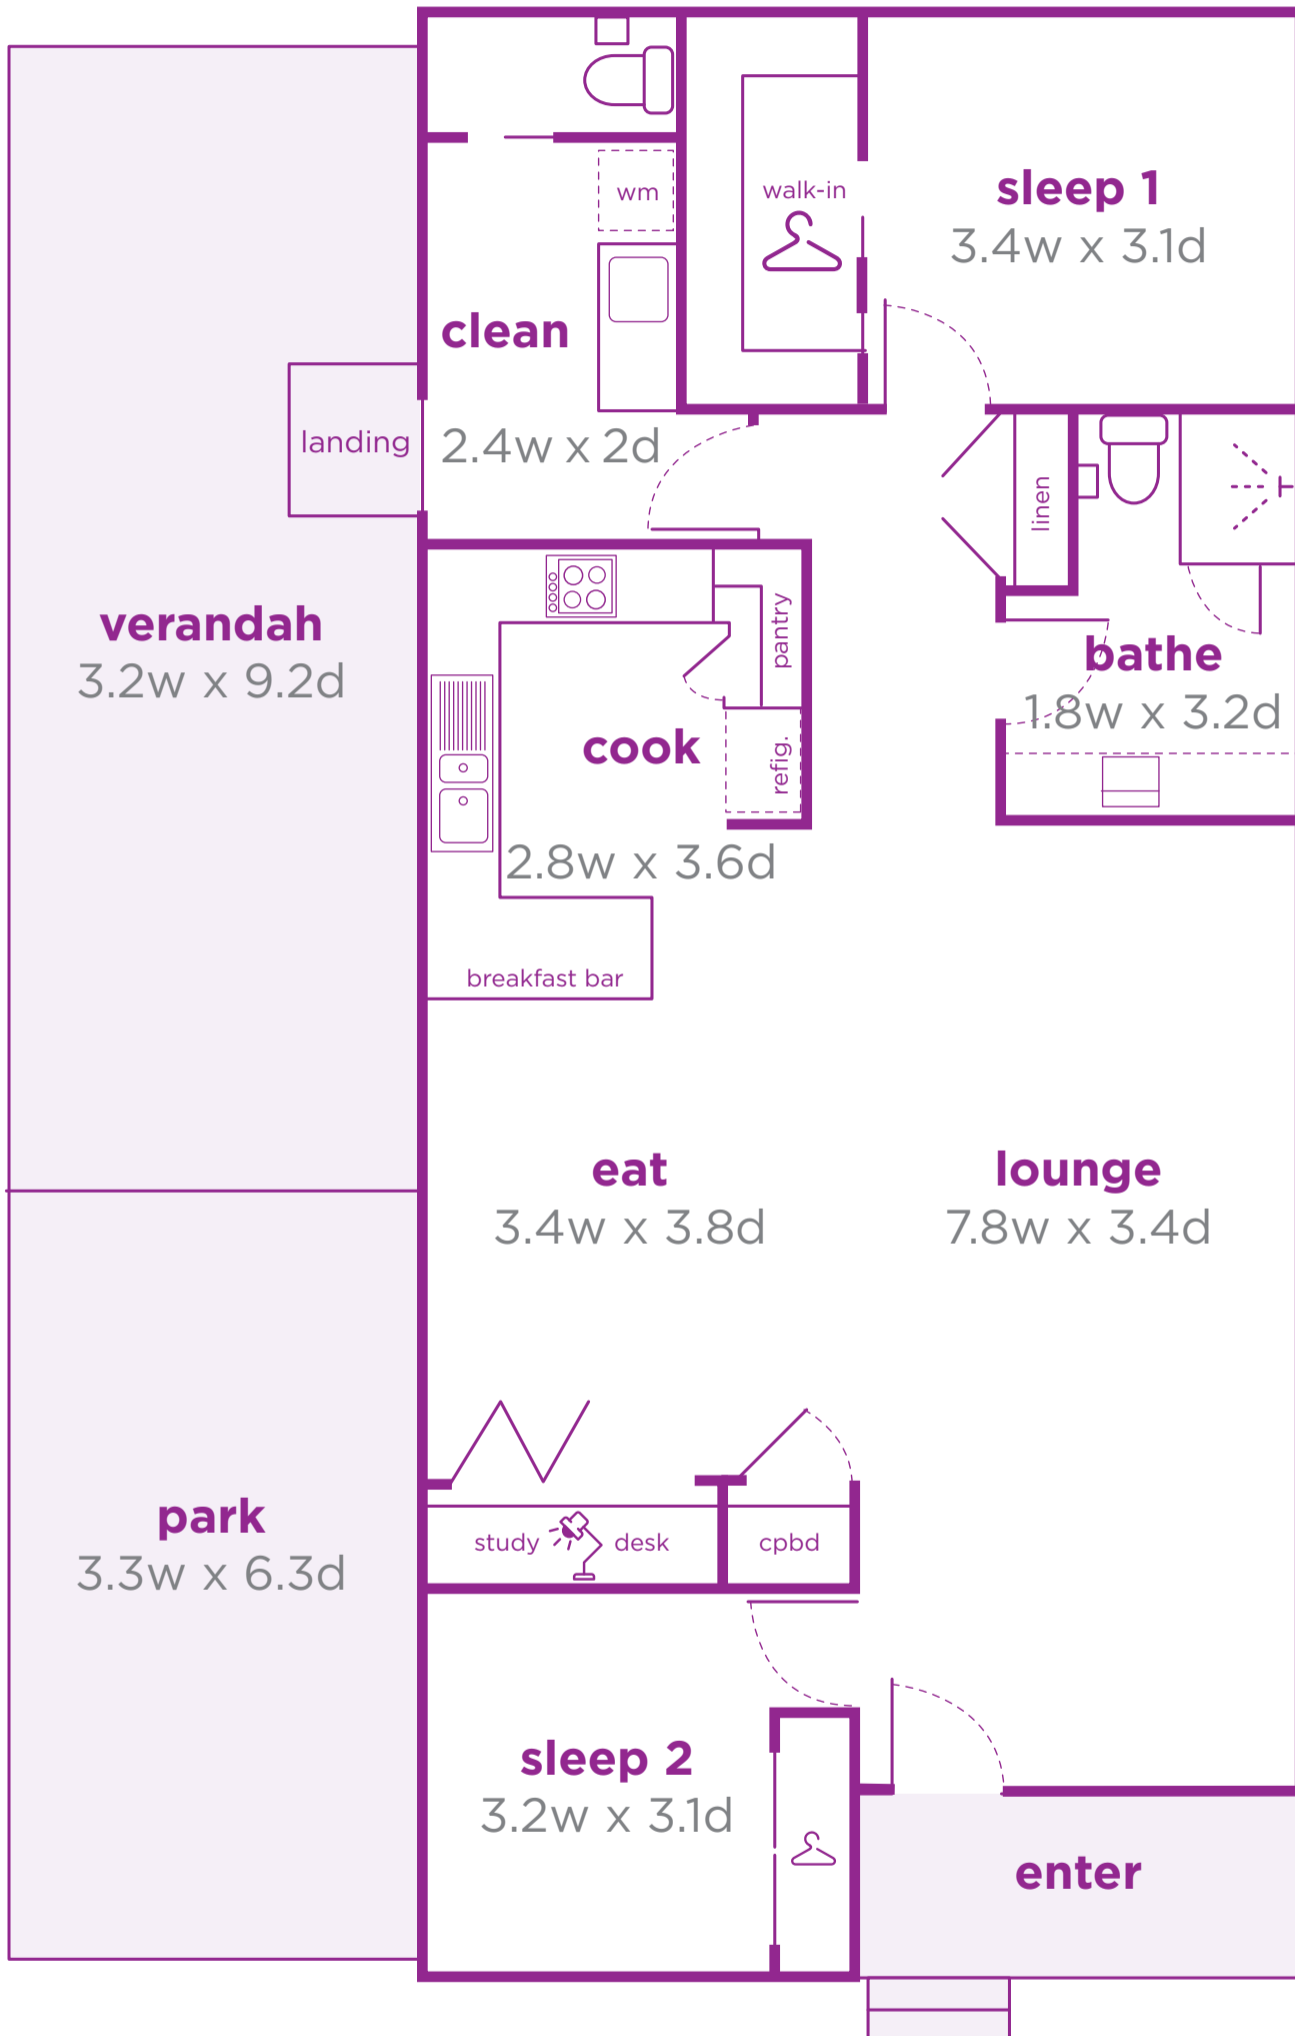 walk-in
sleep 1
3.4w x 3.1d
wm
clean
2.4w x 2d
landing
linen
bathe
1.8w x 3.2d
verandah
3.2w x 9.2d
pantry
refig.
cook
2.8w x 3.6d
breakfast bar
eat
3.4w x 3.8d
lounge
7.8w x 3.4d
study desk
cpbd
park
3.3w x 6.3d
sleep 2
3.2w x 3.1d
enter